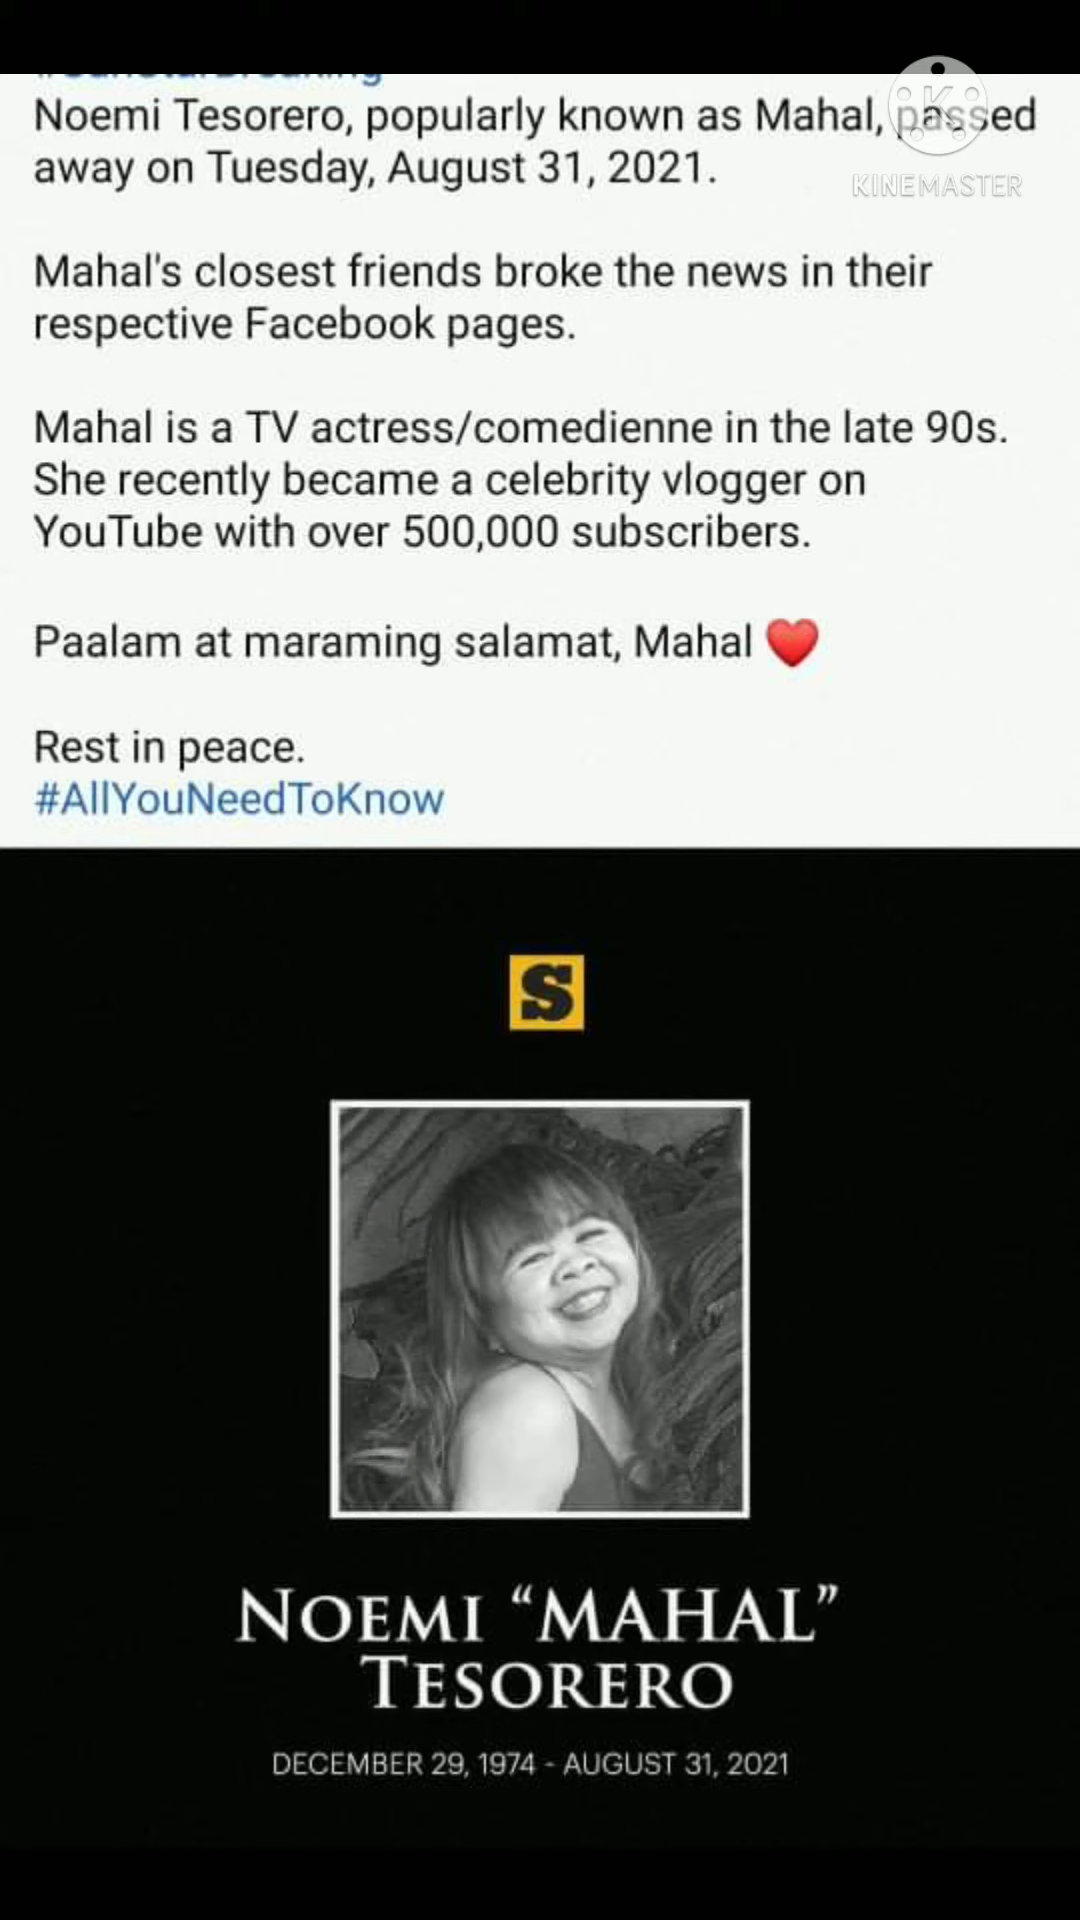 #SunStarBreaking
Noemi Tesorero, popularly known as Mahal, passed
away on Tuesday, August 31, 2021.
KINEMASTER
Mahal's closest friends broke the news in their
respective Facebook pages.
Mahal is a TV actress/comedienne in the late 90s.
She recently became a celebrity vlogger on
YouTube with over 500,000 subscribers.
Paalam at maraming salamat, Mahal ❤️
Rest in peace.
#AllYouNeedToKnow
S
NOEMI “MAHAL”
TESORERO
DECEMBER 29, 1974 - AUGUST 31, 2021